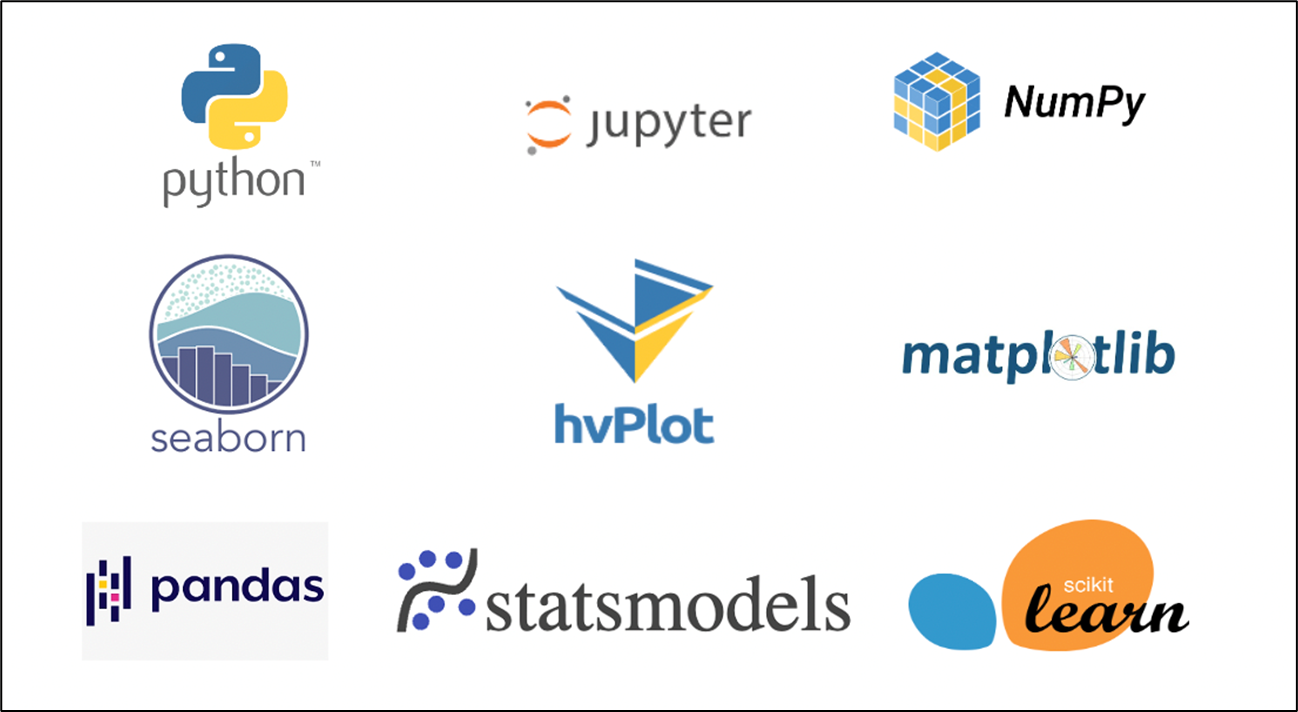 python™
jupyter
NumPy
seaborn
hvPlot
matplotlib
pandas
statsmodels
scikit
learn